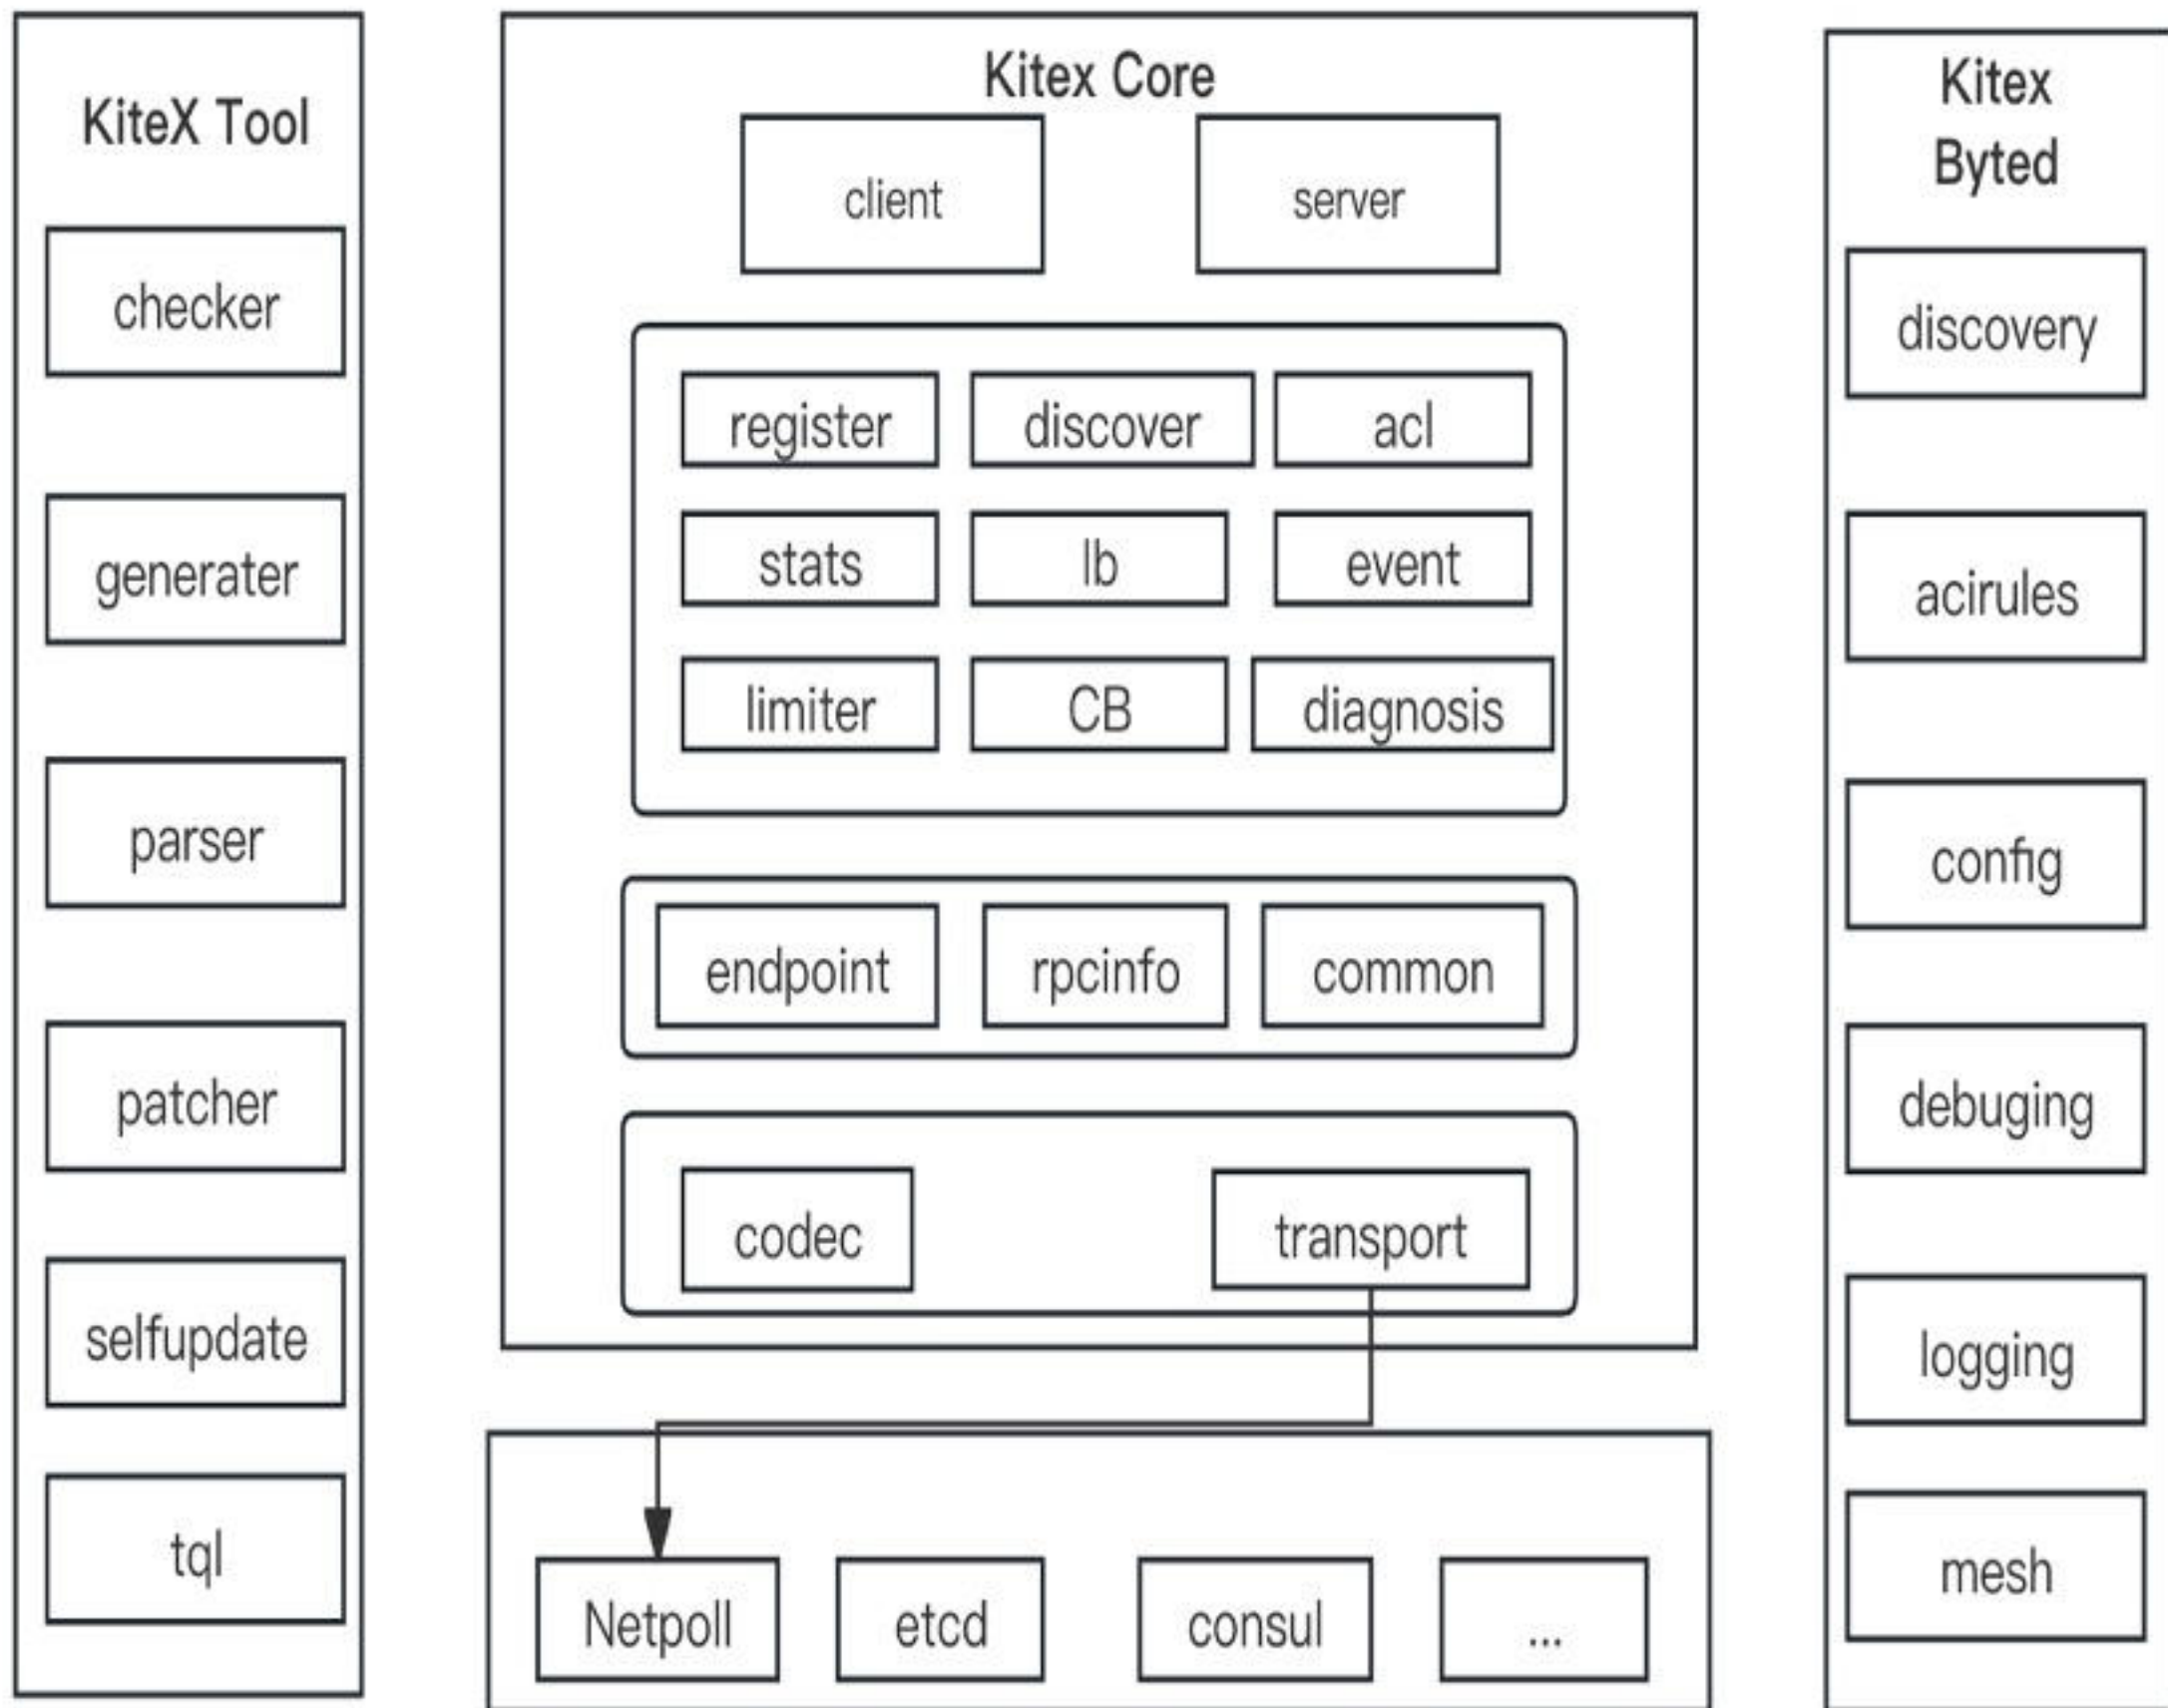 KiteX Tool
checker
generater
parser
patcher
selfupdate
tql
Kitex Core
client
server
register
discover
acl
stats
lb
event
limiter
CB
diagnosis
endpoint
rpcinfo
common
codec
transport
Netpoll
etcd
consul
...
Kitex
Byted
discovery
acirules
config
debuging
logging
mesh